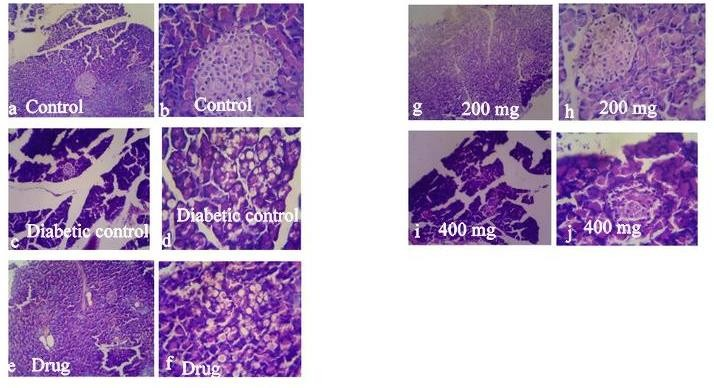 a Control
b Control
c Diabetic control
d Diabetic control
e Drug
f Drug
g 200 mg
h 200 mg
i 400 mg
j 400 mg